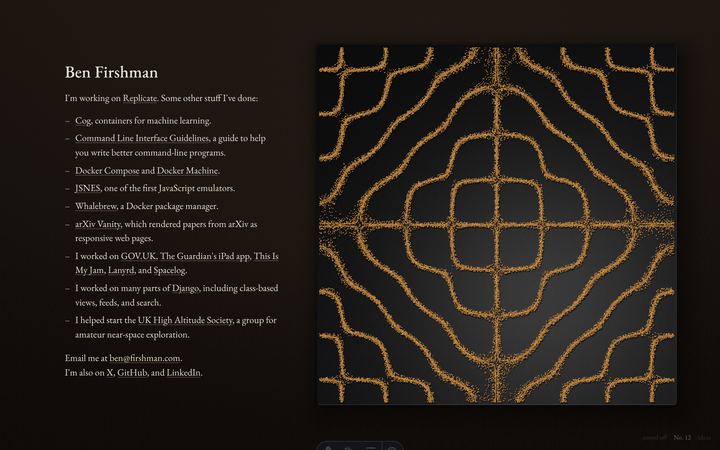 Ben Firshman
I'm working on Replicate. Some other stuff I've done:
– Cog, containers for machine learning.
– Command Line Interface Guidelines, a guide to help
you write better command-line programs.
– Docker Compose and Docker Machine.
– JSNES, one of the first JavaScript emulators.
– Whalebrew, a Docker package manager.
– arXiv Vanity, which rendered papers from arXiv as
responsive web pages.
– I worked on GOV.UK, The Guardian's iPad app, This Is
My Jam, Lanyrd, and Spacelog.
– I worked on many parts of Django, including class-based
views, feeds, and search.
– I helped start the UK High Altitude Society, a group for
amateur near-space exploration.
Email me at ben@firshman.com.
I'm also on X, GitHub, and LinkedIn.
sound off No. 12